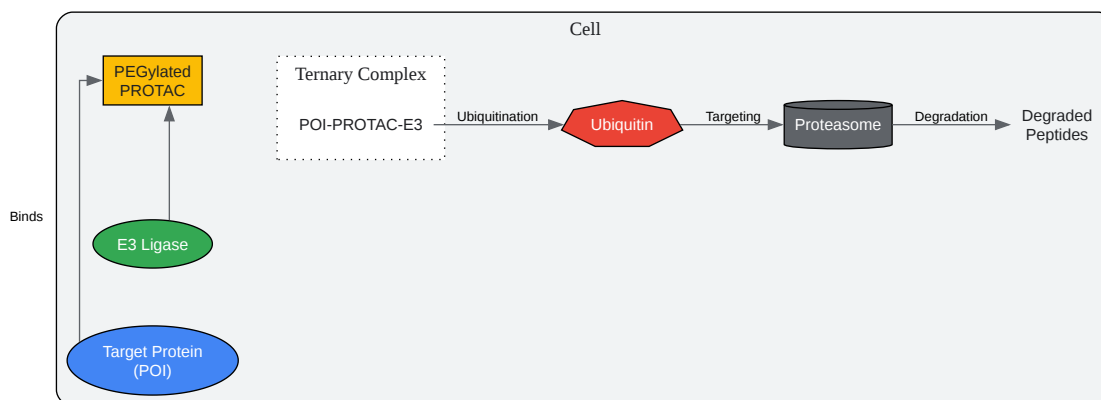 Cell
PEGylated
PROTAC
Ternary Complex
POI-PROTAC-E3
Ubiquitination
Ubiquitin
Targeting
Proteasome
Degradation
Degraded
Peptides
Binds
E3 Ligase
Target Protein
(POI)